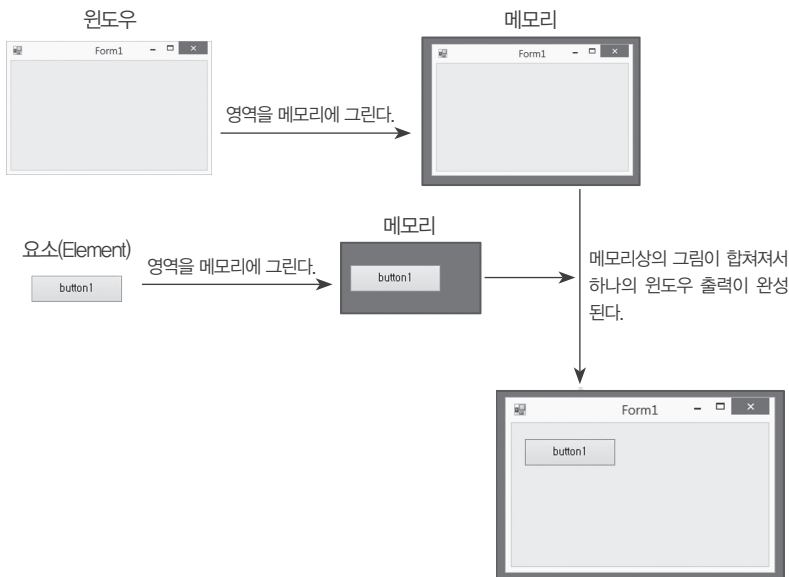 윈도우
Form1
영역을 메모리에 그린다.
메모리
Form1
요소(Element)
button1
영역을 메모리에 그린다.
메모리
button1
메모리상의 그림이 합쳐져서
하나의 윈도우 출력이 완성
된다.
Form1
button1